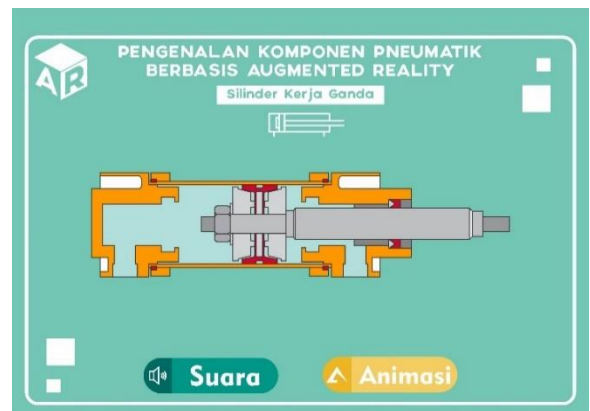 AR
PENGENALAN KOMPONEN PNEUMATIK
BERBASIS AUGMENTED REALITY
Silinder Kerja Ganda
Suara
Animasi